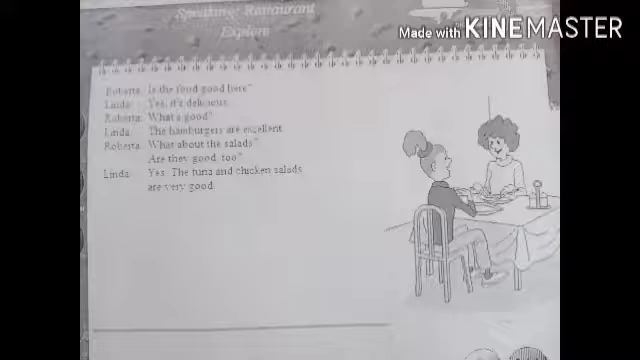 Speaking: Restaurant
Explore
Made with KINEMASTER
Roberta: Is the food good here?
Linda: Yes, it's delicious.
Roberta: What's good?
Linda: The hamburgers are excellent.
Roberta: What about the salads?
Are they good, too?
Linda: Yes. The tuna and chicken salads
are very good.